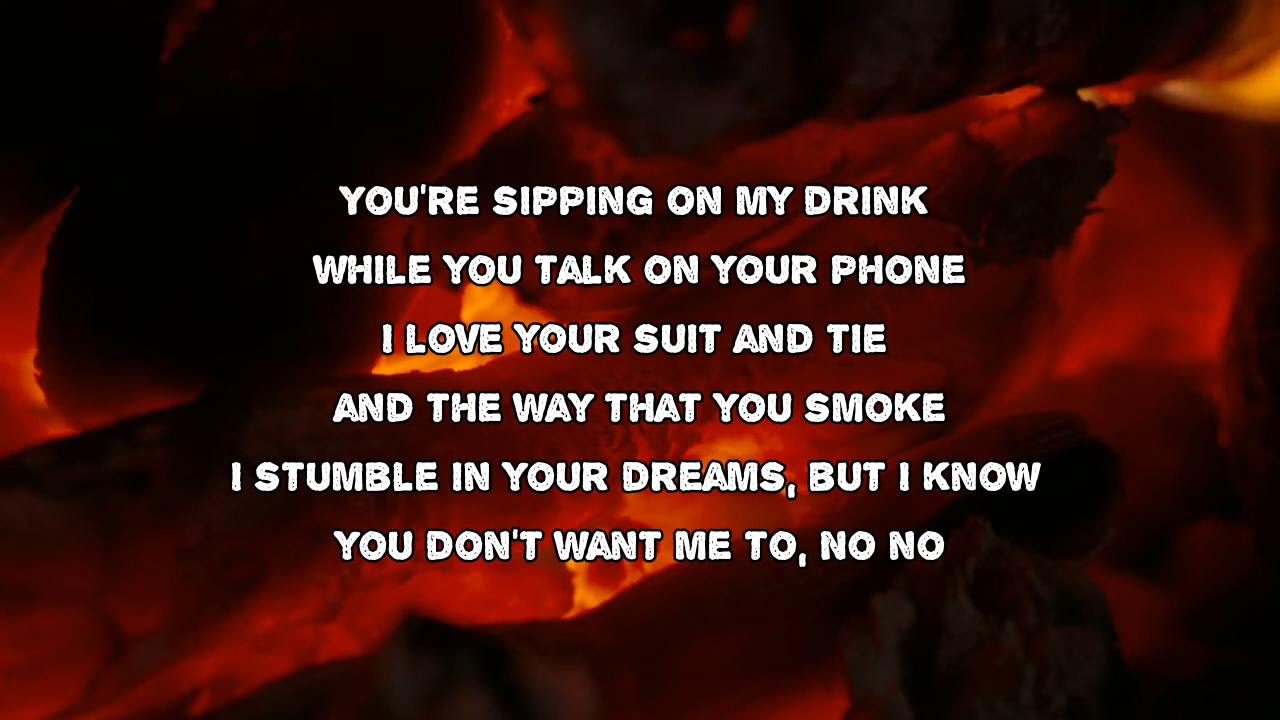 YOU'RE SIPPING ON MY DRINK
WHILE YOU TALK ON YOUR PHONE
I LOVE YOUR SUIT AND TIE
AND THE WAY THAT YOU SMOKE
I STUMBLE IN YOUR DREAMS, BUT I KNOW
YOU DON'T WANT ME TO, NO NO